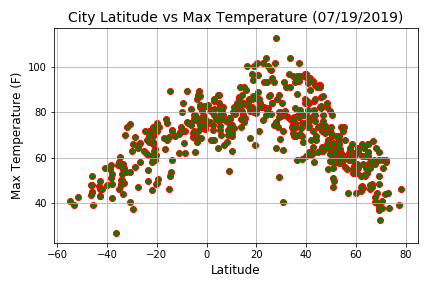 City Latitude vs Max Temperature (07/19/2019)
100
80
60
40
Max Temperature (F)
−60 −40 −20 0 20 40 60 80
Latitude